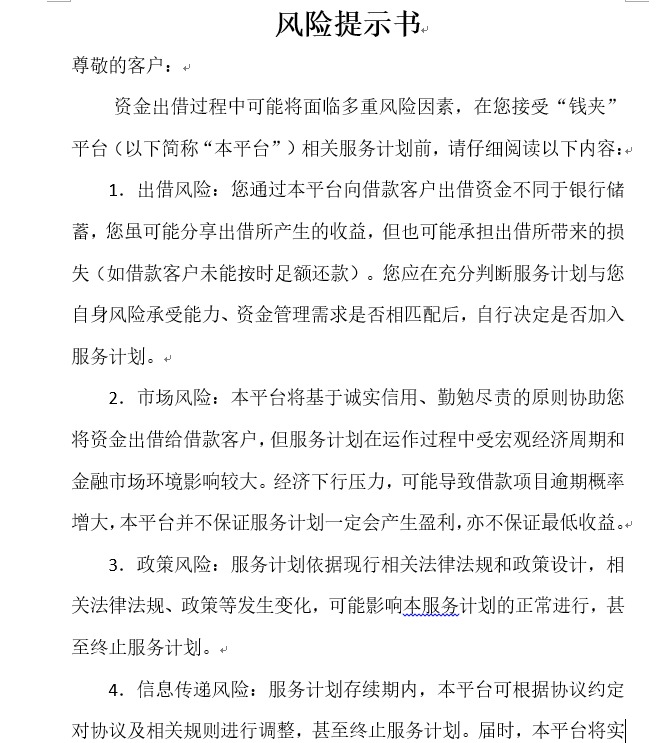 风险提示书
尊敬的客户：
资金出借过程中可能将面临多重风险因素，在您接受“钱夹”
平台（以下简称“本平台”）相关服务计划前，请仔细阅读以下内容：
1．出借风险：您通过本平台向借款客户出借资金不同于银行储
蓄，您虽可能分享出借所产生的收益，但也可能承担出借所带来的损
失（如借款客户未能按时足额还款）。您应在充分判断服务计划与您
自身风险承受能力、资金管理需求是否相匹配后，自行决定是否加入
服务计划。
2．市场风险：本平台将基于诚实信用、勤勉尽责的原则协助您
将资金出借给借款客户，但服务计划在运作过程中受宏观经济周期和
金融市场环境影响较大。经济下行压力，可能导致借款项目逾期概率
增大，本平台并不保证服务计划一定会产生盈利，亦不保证最低收益。
3．政策风险：服务计划依据现行相关法律法规和政策设计，相
关法律法规、政策等发生变化，可能影响本服务计划的正常进行，甚
至终止服务计划。
4．信息传递风险：服务计划存续期内，本平台可根据协议约定
对协议及相关规则进行调整，甚至终止服务计划。届时，本平台将实